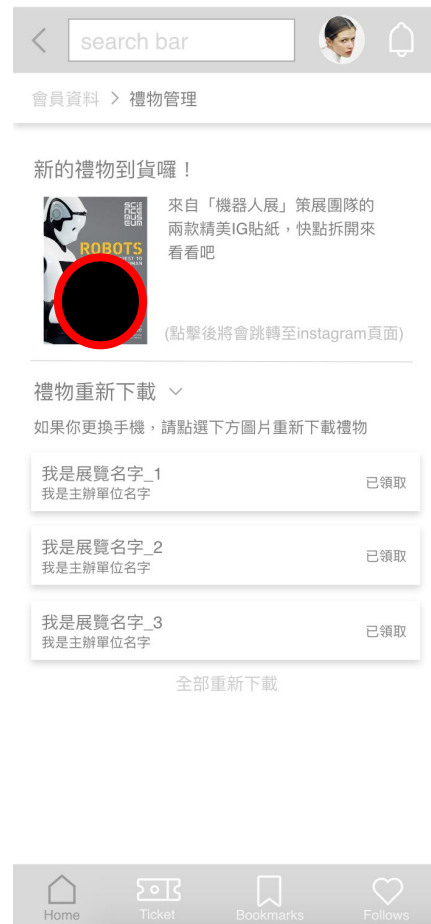 search bar
會員資料 > 禮物管理
新的禮物到貨囉！
ROBOTS
來自「機器人展」策展團隊的
兩款精美IG貼紙，快點拆開來
看看吧
(點擊後將會跳轉至instagram頁面)
禮物重新下載
如果你更換手機，請點選下方圖片重新下載禮物
我是展覽名字_1
我是主辦單位名字
已領取
我是展覽名字_2
我是主辦單位名字
已領取
我是展覽名字_3
我是主辦單位名字
已領取
全部重新下載
Home
Ticket
Bookmarks
Follows